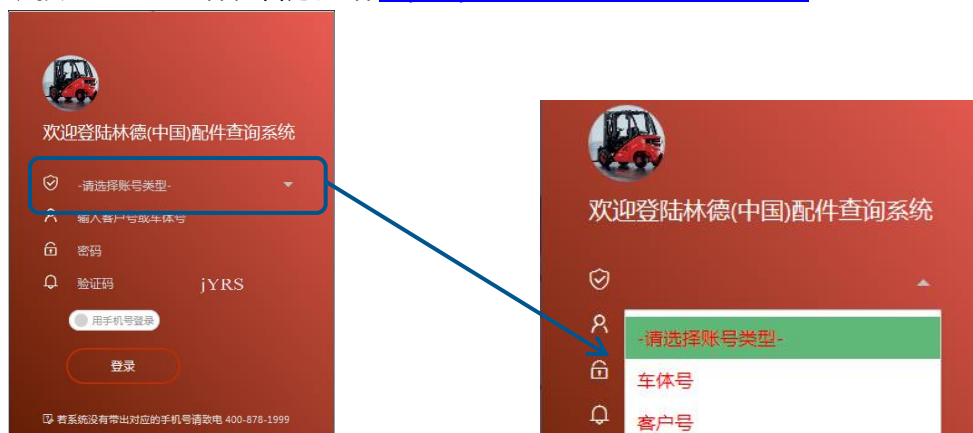 欢迎登陆林德(中国)配件查询系统
-请选择账号类型-
输入客户号或车体号
密码
验证码
jYRS
用手机号登录
登录
若系统没有带出对应的手机号请致电 400-878-1999
欢迎登陆林德(中国)配件查询系统
-请选择账号类型-
车体号
客户号